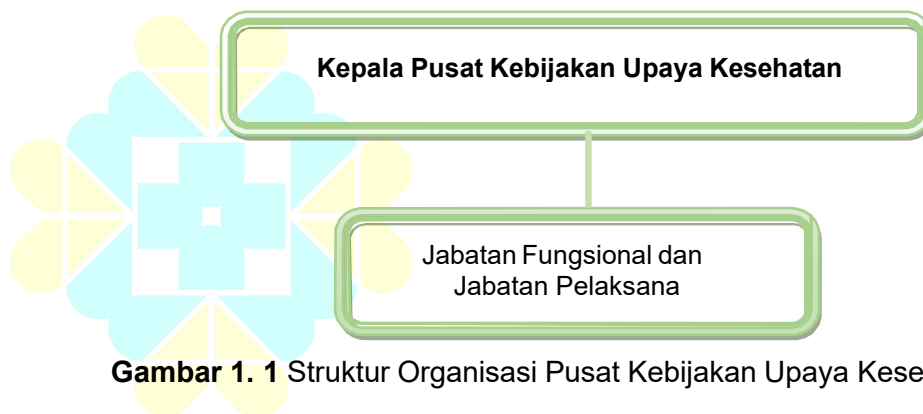 Kepala Pusat Kebijakan Upaya Kesehatan
Jabatan Fungsional dan
Jabatan Pelaksana
Gambar 1. 1 Struktur Organisasi Pusat Kebijakan Upaya Kese